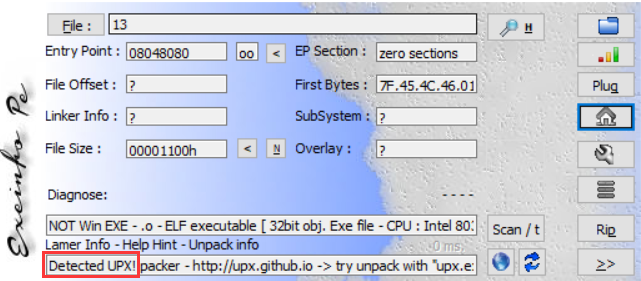 File : 13 H
Entry Point : 08048080 oo < EP Section : zero sections
File Offset : ? First Bytes : 7F.45.4C.46.01 Plug
Linker Info : ? SubSystem : ?
File Size : 00001100h < N Overlay : ?
Diagnose: - - - -
NOT Win EXE - .o - ELF executable [ 32bit obj. Exe file - CPU : Intel 80 Scan / t Rip
Lamer Info - Help Hint - Unpack info ~0 ms.
Detected UPX! packer - http://upx.github.io -> try unpack with "upx.e >>
Exeinfo Pe